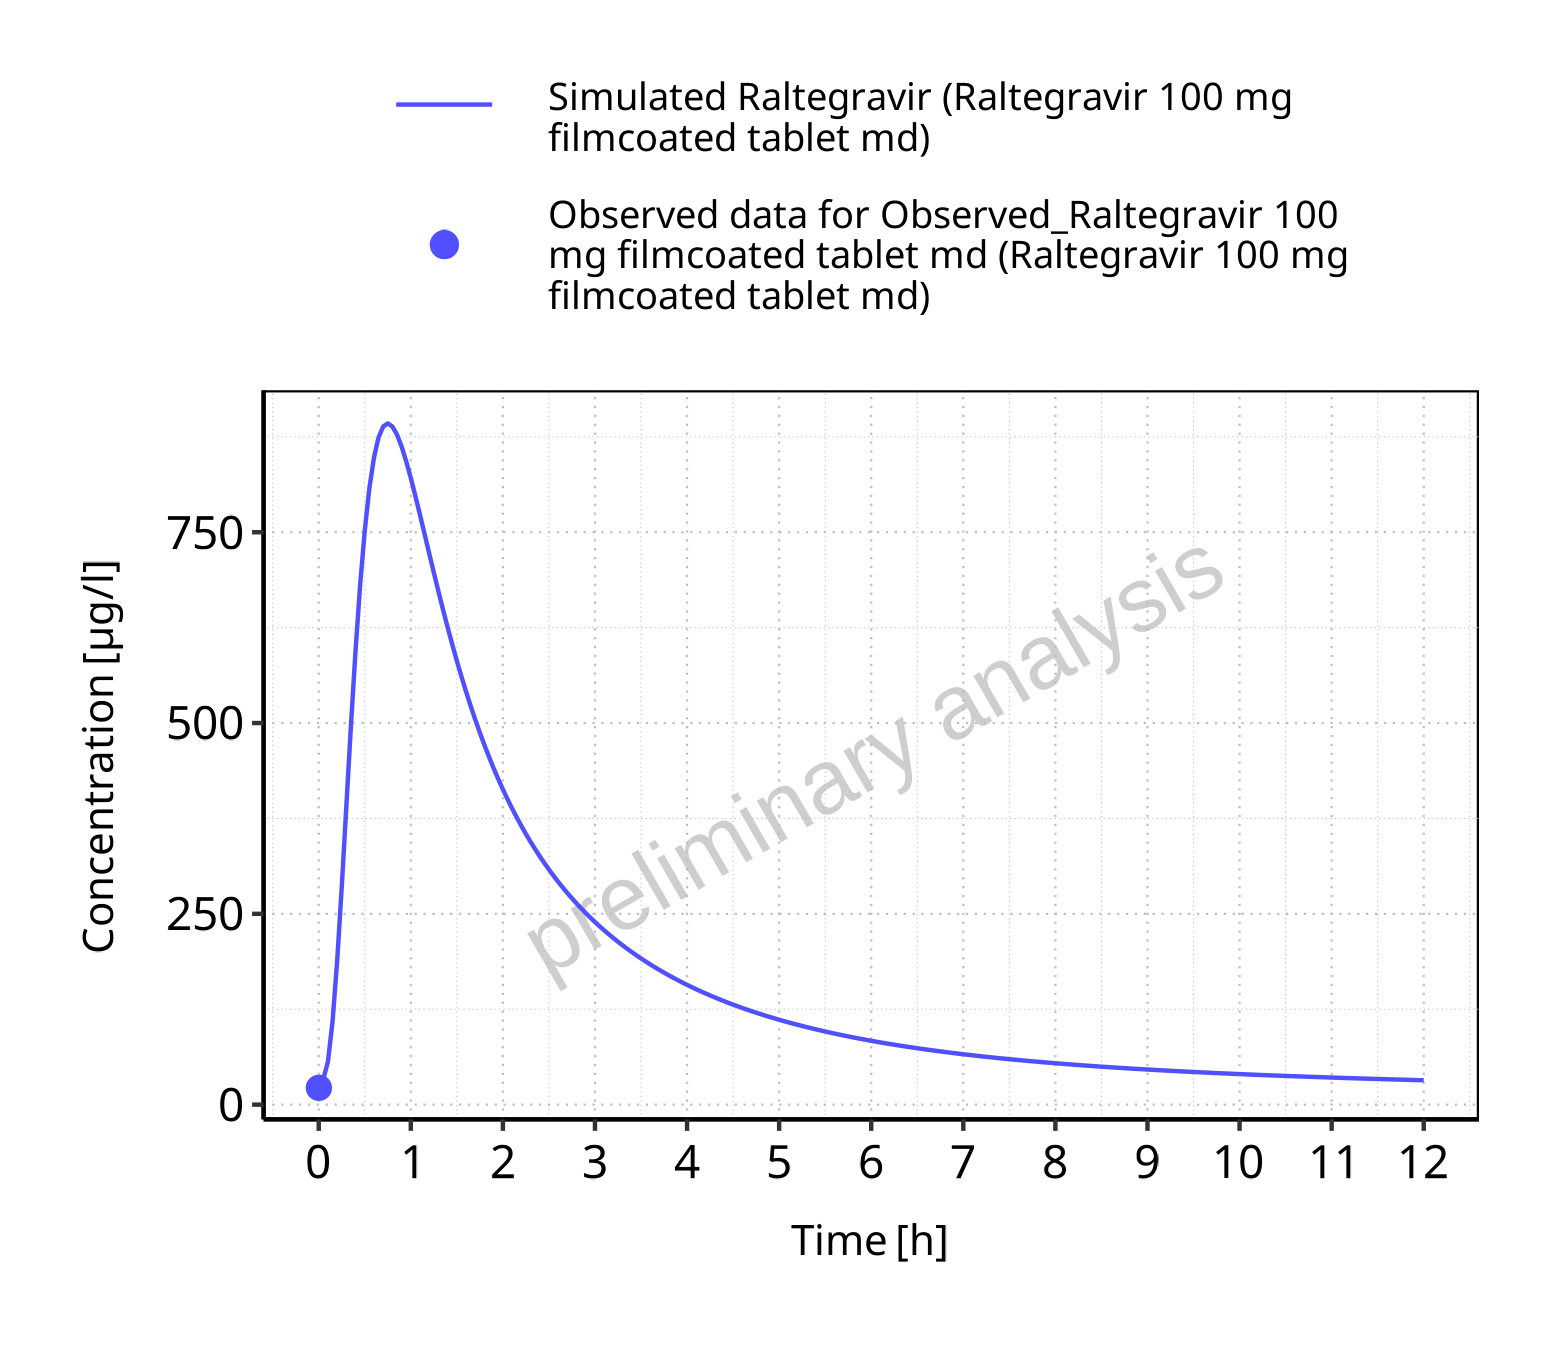 Simulated Raltegravir (Raltegravir 100 mg
filmcoated tablet md)
Observed data for Observed_Raltegravir 100
mg filmcoated tablet md (Raltegravir 100 mg
filmcoated tablet md)
Concentration [µg/l]
750
500
250
0
preliminary analysis
0 1 2 3 4 5 6 7 8 9 10 11 12
Time [h]